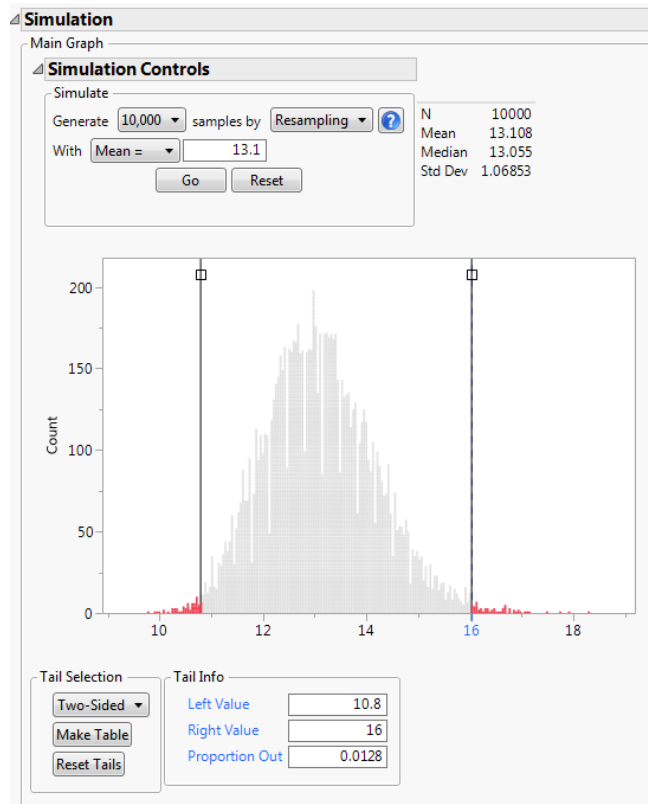 Simulation
Main Graph
Simulation Controls
Simulate
Generate 10,000 samples by Resampling ?
With Mean = 13.1
Go Reset
N 10000
Mean 13.108
Median 13.055
Std Dev 1.06853
200
150
100
50
0
Count
10 12 14 16 18
Tail Selection
Two-Sided
Make Table
Reset Tails
Tail Info
Left Value 10.8
Right Value 16
Proportion Out 0.0128